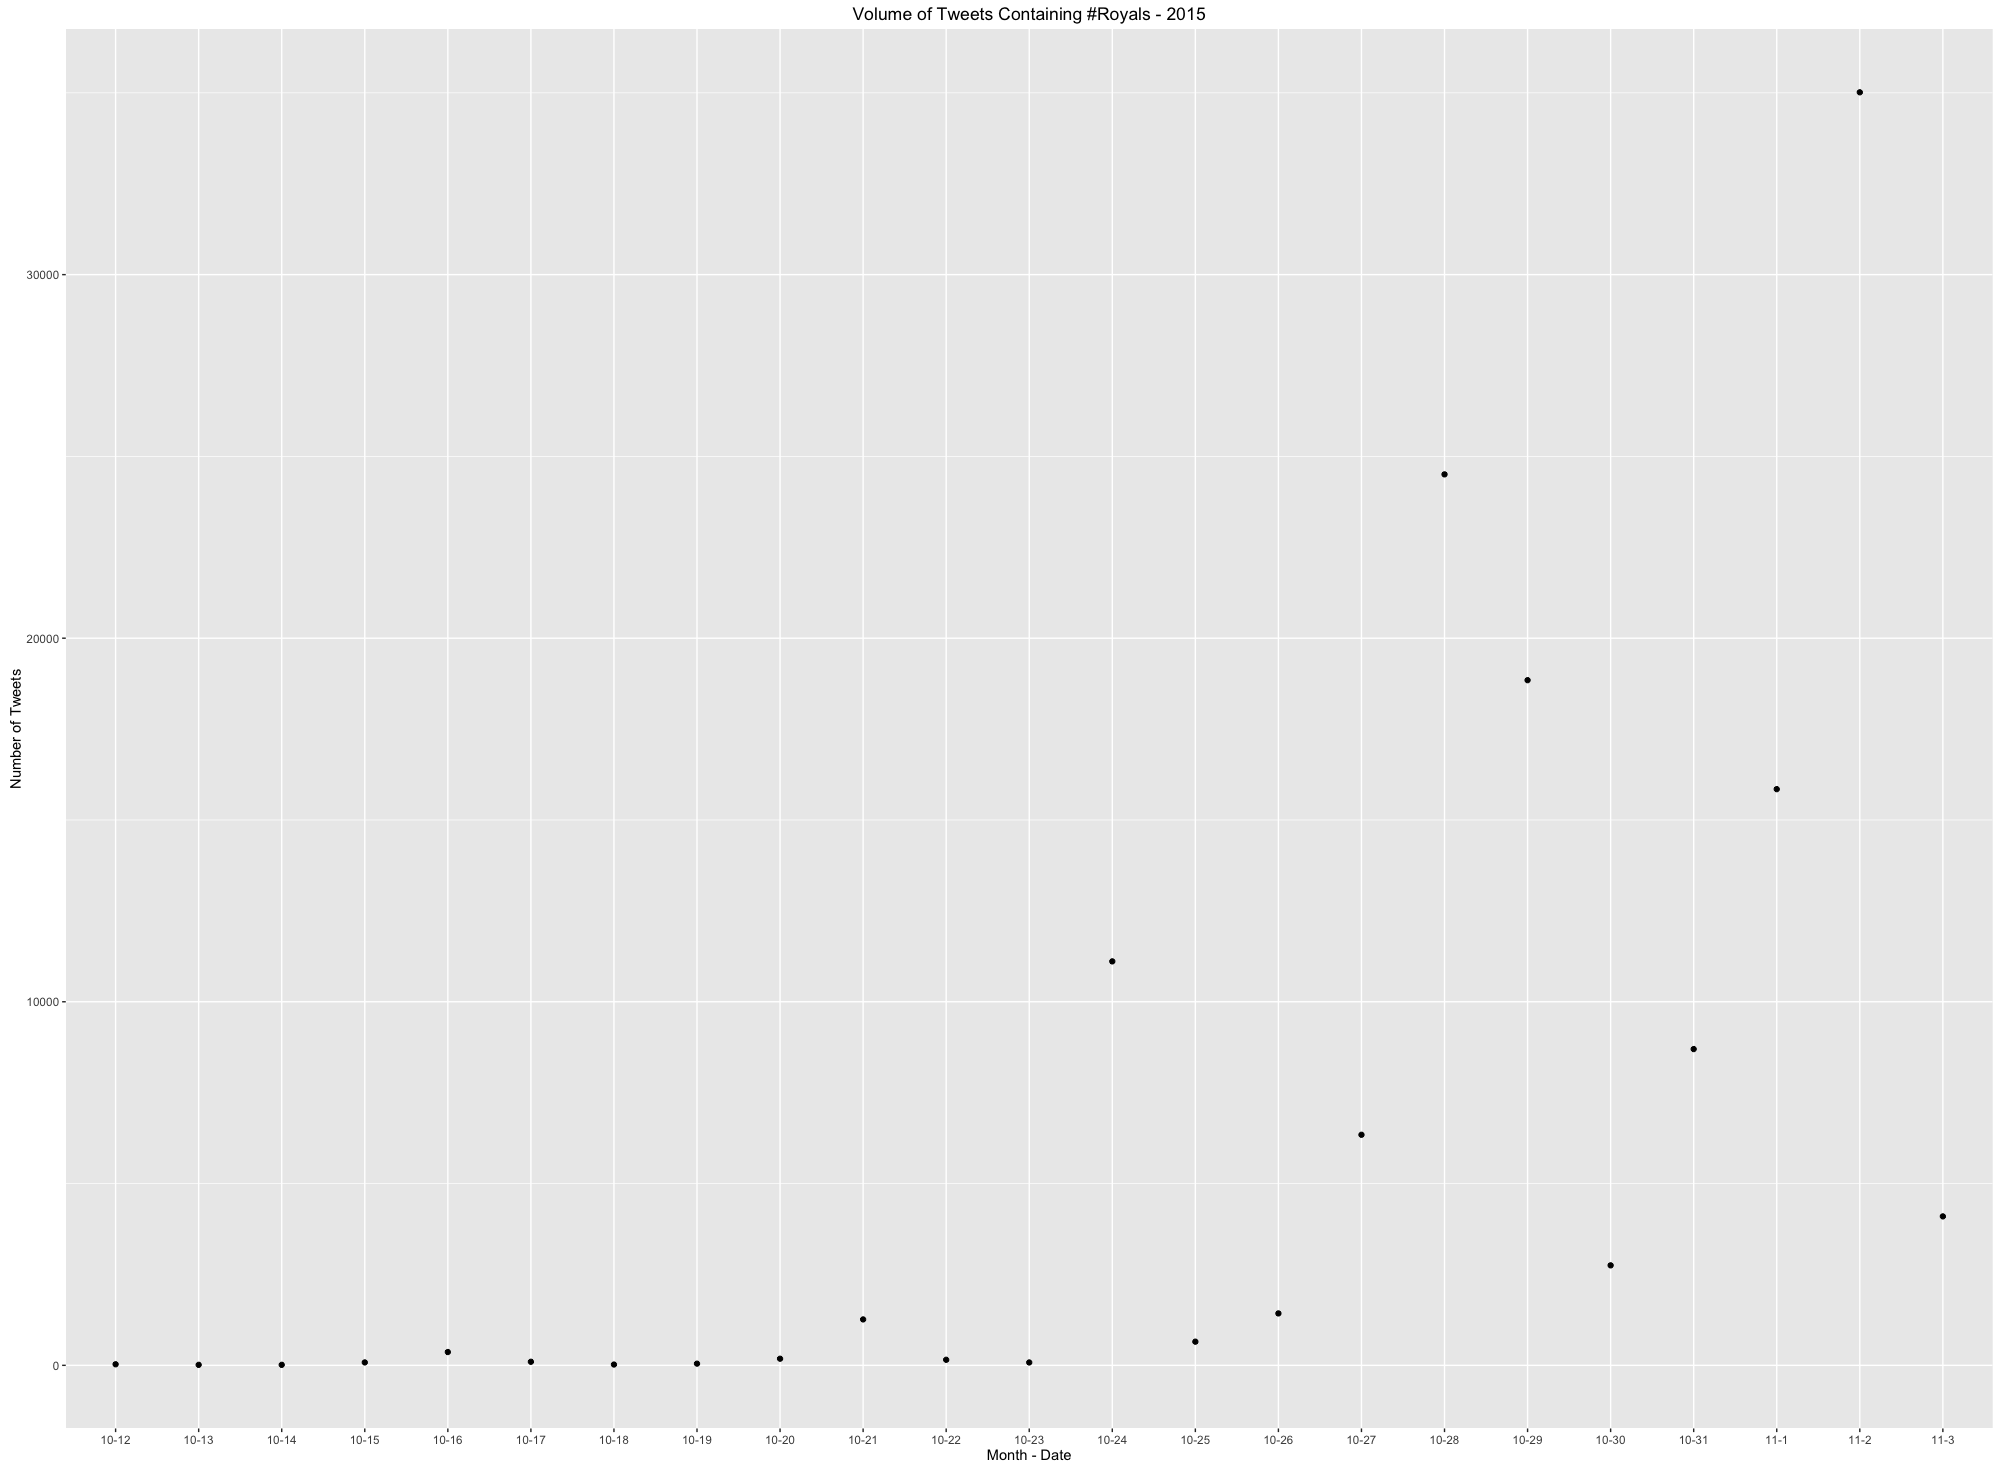 Volume of Tweets Containing #Royals - 2015
Number of Tweets
30000
20000
10000
0
10-12 10-13 10-14 10-15 10-16 10-17 10-18 10-19 10-20 10-21 10-22 10-23 10-24 10-25 10-26 10-27 10-28 10-29 10-30 10-31 11-1 11-2 11-3
Month - Date